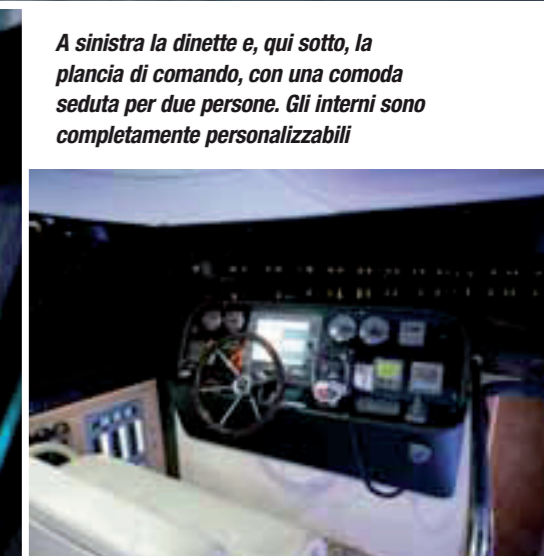 A sinistra la dinette e, qui sotto, la
plancia di comando, con una comoda
seduta per due persone. Gli interni sono
completamente personalizzabili